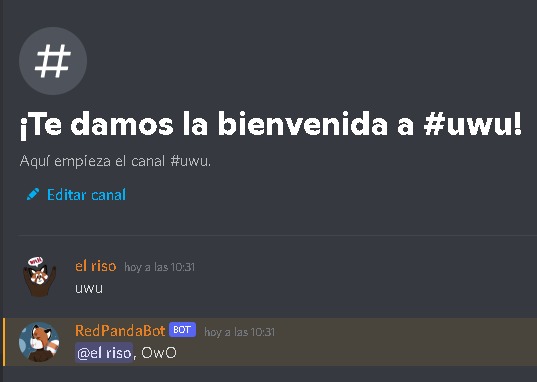 #
¡Te damos la bienvenida a #uwu!
Aquí empieza el canal #uwu.
Editar canal
el riso hoy a las 10:31
uwu
RedPandaBot BOT hoy a las 10:31
@el riso, OwO